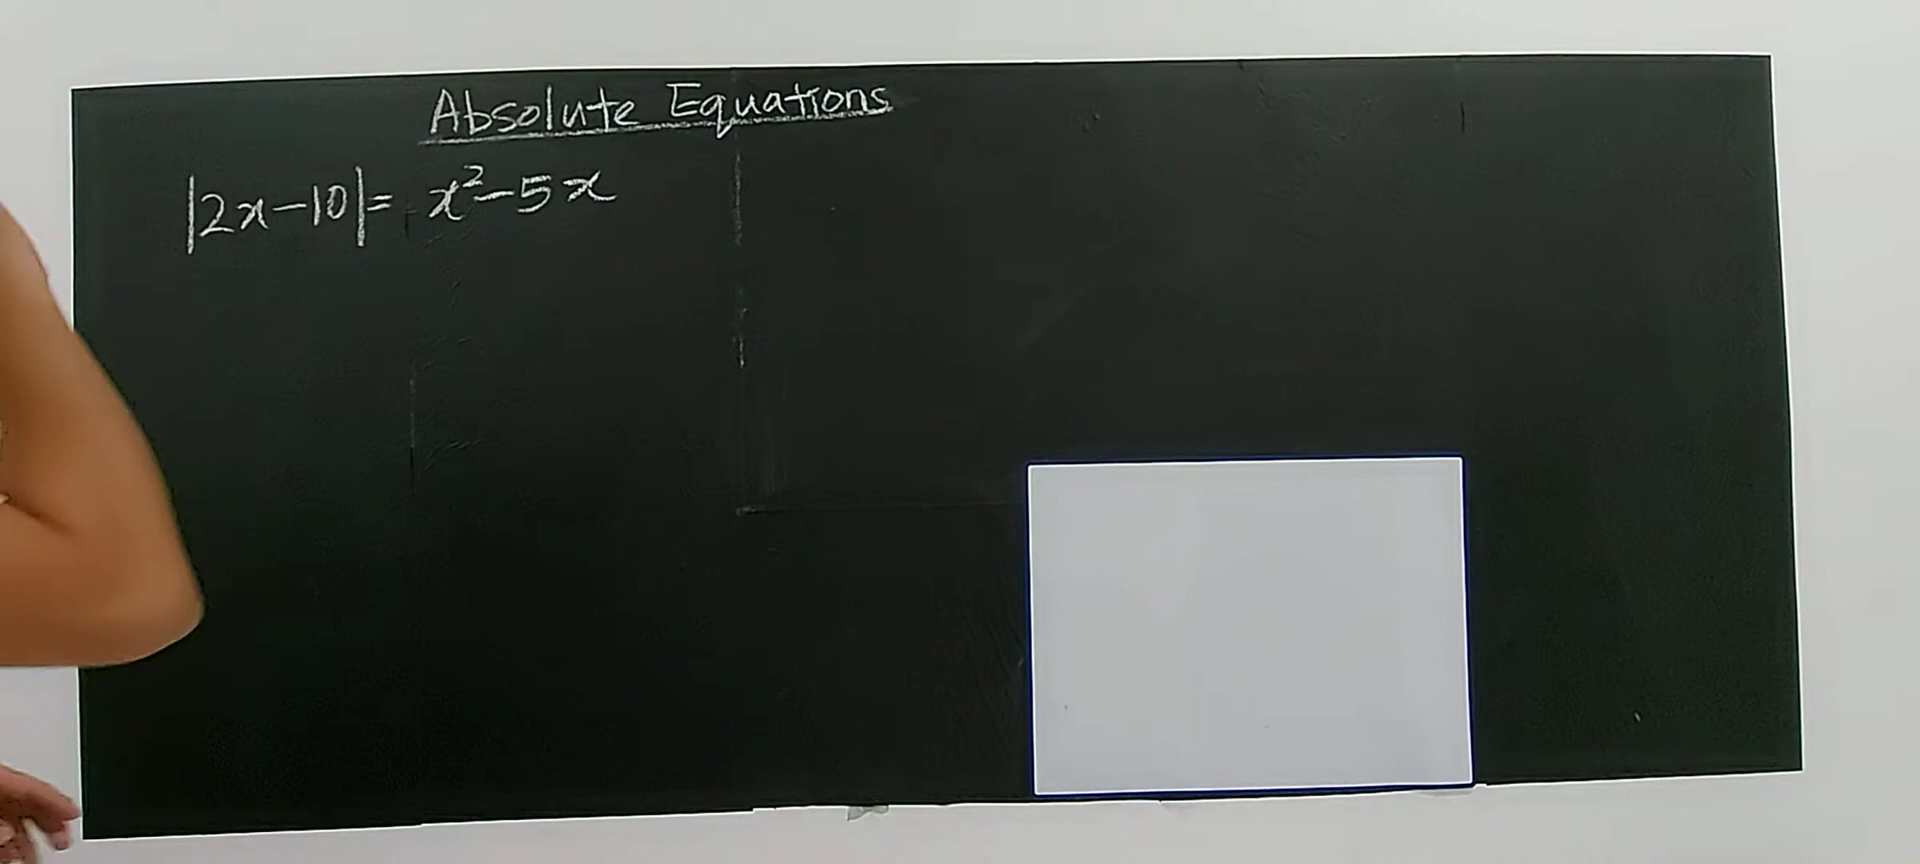 Absolute Equations
|2x-10|= x²-5x